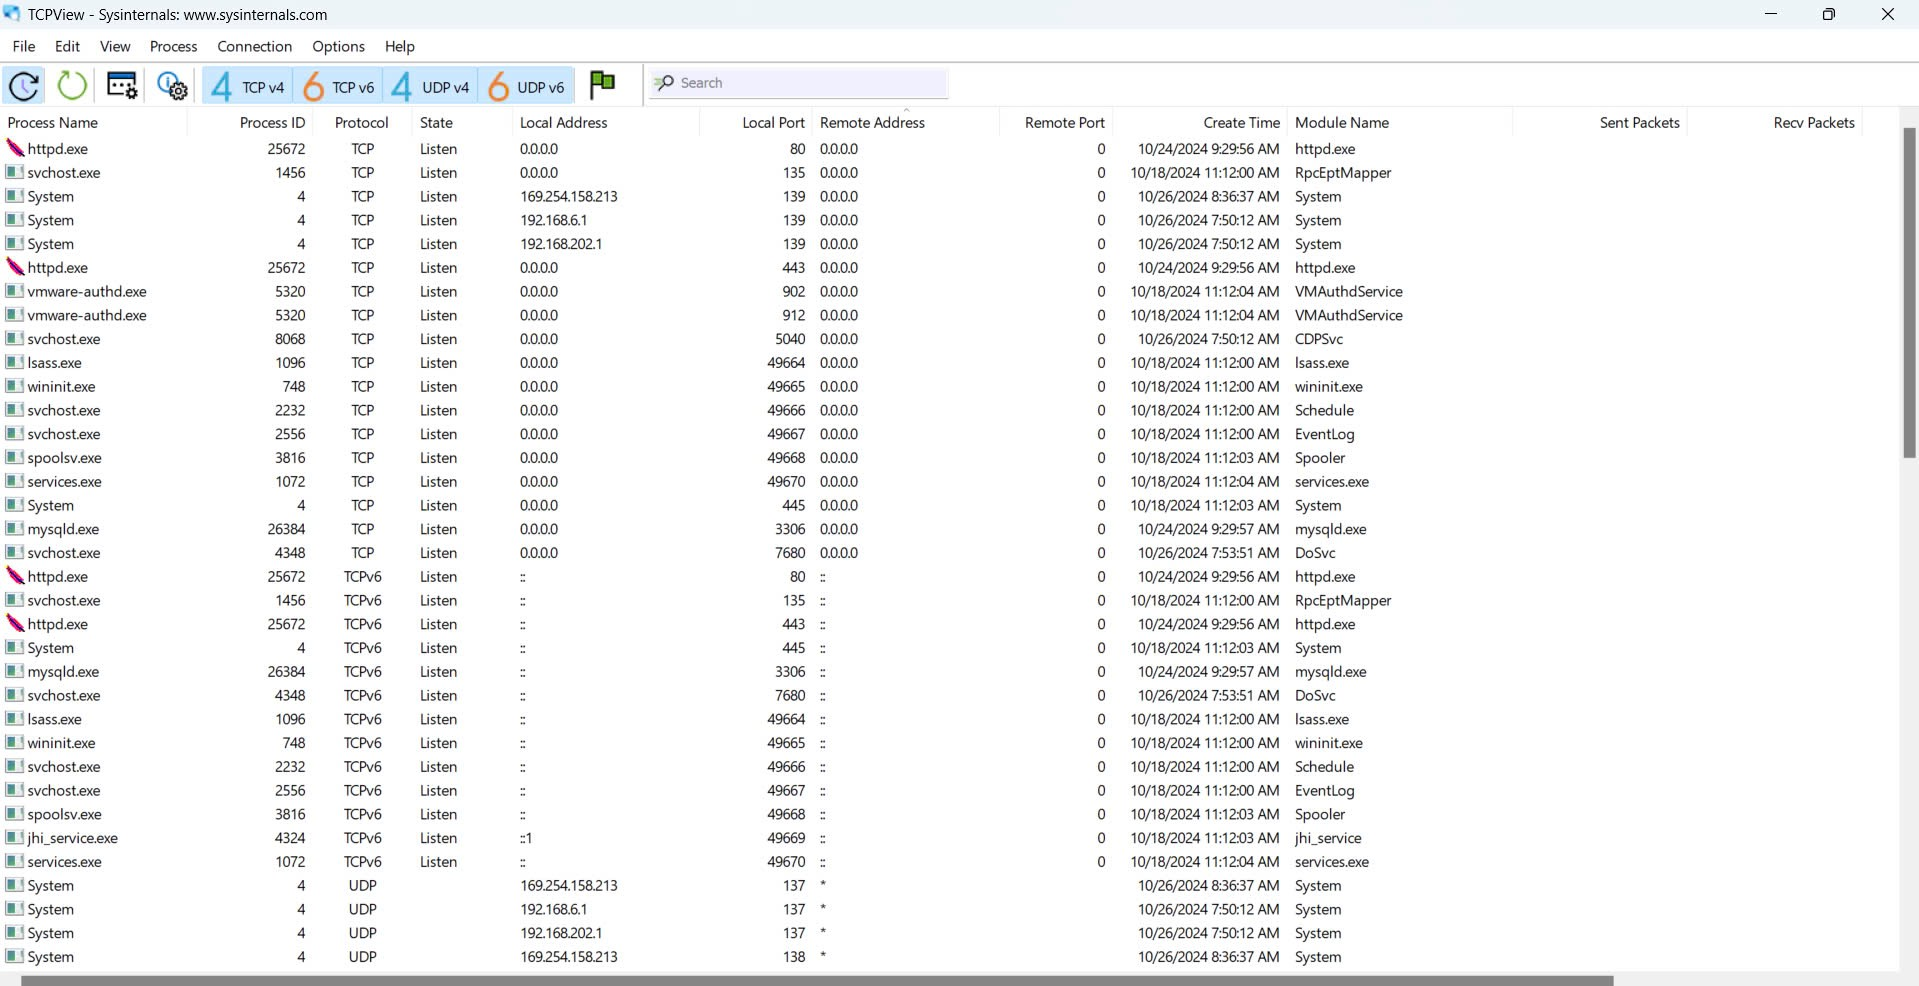 TCPView - Sysinternals: www.sysinternals.com
File Edit View Process Connection Options Help
4 TCP v4 6 TCP v6 4 UDP v4 6 UDP v6 Search
Process Name Process ID Protocol State Local Address Local Port Remote Address Remote Port Create Time Module Name Sent Packets Recv Packets
httpd.exe 25672 TCP Listen 0.0.0.0 80 0.0.0.0 0 10/24/2024 9:29:56 AM httpd.exe
svchost.exe 1456 TCP Listen 0.0.0.0 135 0.0.0.0 0 10/18/2024 11:12:00 AM RpcEptMapper
System 4 TCP Listen 169.254.158.213 139 0.0.0.0 0 10/26/2024 8:36:37 AM System
System 4 TCP Listen 192.168.6.1 139 0.0.0.0 0 10/26/2024 7:50:12 AM System
System 4 TCP Listen 192.168.202.1 139 0.0.0.0 0 10/26/2024 7:50:12 AM System
httpd.exe 25672 TCP Listen 0.0.0.0 443 0.0.0.0 0 10/24/2024 9:29:56 AM httpd.exe
vmware-authd.exe 5320 TCP Listen 0.0.0.0 902 0.0.0.0 0 10/18/2024 11:12:04 AM VMAuthdService
vmware-authd.exe 5320 TCP Listen 0.0.0.0 912 0.0.0.0 0 10/18/2024 11:12:04 AM VMAuthdService
svchost.exe 8068 TCP Listen 0.0.0.0 5040 0.0.0.0 0 10/26/2024 7:50:12 AM CDPSvc
lsass.exe 1096 TCP Listen 0.0.0.0 49664 0.0.0.0 0 10/18/2024 11:12:00 AM lsass.exe
wininit.exe 748 TCP Listen 0.0.0.0 49665 0.0.0.0 0 10/18/2024 11:12:00 AM wininit.exe
svchost.exe 2232 TCP Listen 0.0.0.0 49666 0.0.0.0 0 10/18/2024 11:12:00 AM Schedule
svchost.exe 2556 TCP Listen 0.0.0.0 49667 0.0.0.0 0 10/18/2024 11:12:00 AM EventLog
spoolsv.exe 3816 TCP Listen 0.0.0.0 49668 0.0.0.0 0 10/18/2024 11:12:03 AM Spooler
services.exe 1072 TCP Listen 0.0.0.0 49670 0.0.0.0 0 10/18/2024 11:12:04 AM services.exe
System 4 TCP Listen 0.0.0.0 445 0.0.0.0 0 10/18/2024 11:12:03 AM System
mysqld.exe 26384 TCP Listen 0.0.0.0 3306 0.0.0.0 0 10/24/2024 9:29:57 AM mysqld.exe
svchost.exe 4348 TCP Listen 0.0.0.0 7680 0.0.0.0 0 10/26/2024 7:53:51 AM DoSvc
httpd.exe 25672 TCPv6 Listen :: 80 :: 0 10/24/2024 9:29:56 AM httpd.exe
svchost.exe 1456 TCPv6 Listen :: 135 :: 0 10/18/2024 11:12:00 AM RpcEptMapper
httpd.exe 25672 TCPv6 Listen :: 443 :: 0 10/24/2024 9:29:56 AM httpd.exe
System 4 TCPv6 Listen :: 445 :: 0 10/18/2024 11:12:03 AM System
mysqld.exe 26384 TCPv6 Listen :: 3306 :: 0 10/24/2024 9:29:57 AM mysqld.exe
svchost.exe 4348 TCPv6 Listen :: 7680 :: 0 10/26/2024 7:53:51 AM DoSvc
lsass.exe 1096 TCPv6 Listen :: 49664 :: 0 10/18/2024 11:12:00 AM lsass.exe
wininit.exe 748 TCPv6 Listen :: 49665 :: 0 10/18/2024 11:12:00 AM wininit.exe
svchost.exe 2232 TCPv6 Listen :: 49666 :: 0 10/18/2024 11:12:00 AM Schedule
svchost.exe 2556 TCPv6 Listen :: 49667 :: 0 10/18/2024 11:12:00 AM EventLog
spoolsv.exe 3816 TCPv6 Listen :: 49668 :: 0 10/18/2024 11:12:03 AM Spooler
jhi_service.exe 4324 TCPv6 Listen ::1 49669 :: 0 10/18/2024 11:12:03 AM jhi_service
services.exe 1072 TCPv6 Listen :: 49670 :: 0 10/18/2024 11:12:04 AM services.exe
System 4 UDP 169.254.158.213 137 * 10/26/2024 8:36:37 AM System
System 4 UDP 192.168.6.1 137 * 10/26/2024 7:50:12 AM System
System 4 UDP 192.168.202.1 137 * 10/26/2024 7:50:12 AM System
System 4 UDP 169.254.158.213 138 * 10/26/2024 8:36:37 AM System